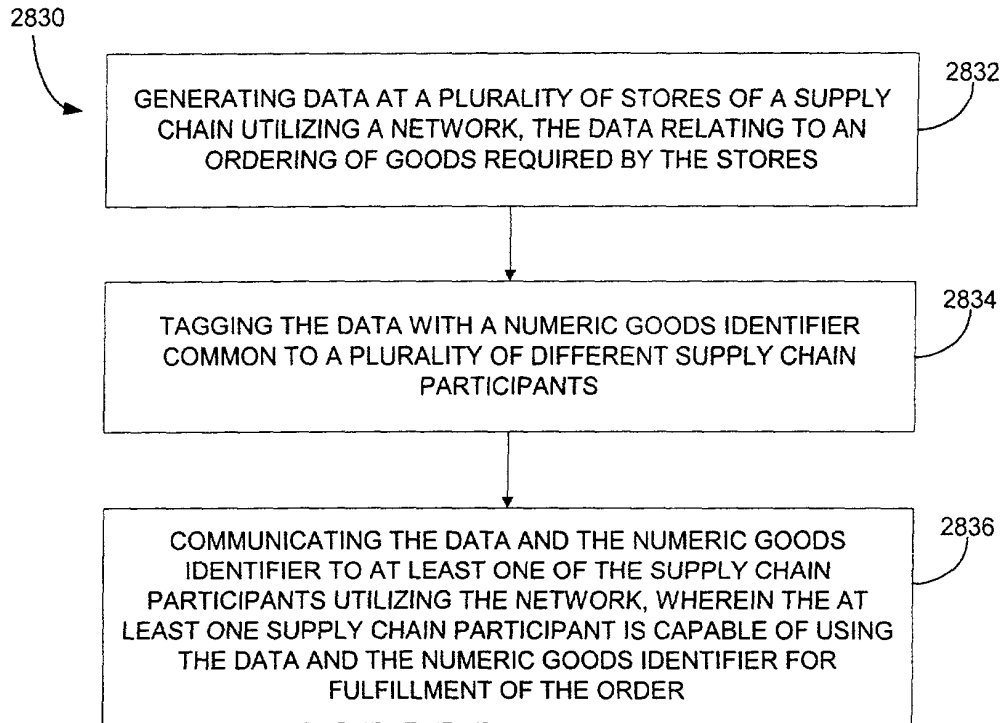 2830
GENERATING DATA AT A PLURALITY OF STORES OF A SUPPLY
CHAIN UTILIZING A NETWORK, THE DATA RELATING TO AN
ORDERING OF GOODS REQUIRED BY THE STORES
2832
TAGGING THE DATA WITH A NUMERIC GOODS IDENTIFIER
COMMON TO A PLURALITY OF DIFFERENT SUPPLY CHAIN
PARTICIPANTS
2834
COMMUNICATING THE DATA AND THE NUMERIC GOODS
IDENTIFIER TO AT LEAST ONE OF THE SUPPLY CHAIN
PARTICIPANTS UTILIZING THE NETWORK, WHEREIN THE AT
LEAST ONE SUPPLY CHAIN PARTICIPANT IS CAPABLE OF USING
THE DATA AND THE NUMERIC GOODS IDENTIFIER FOR
FULFILLMENT OF THE ORDER
2836